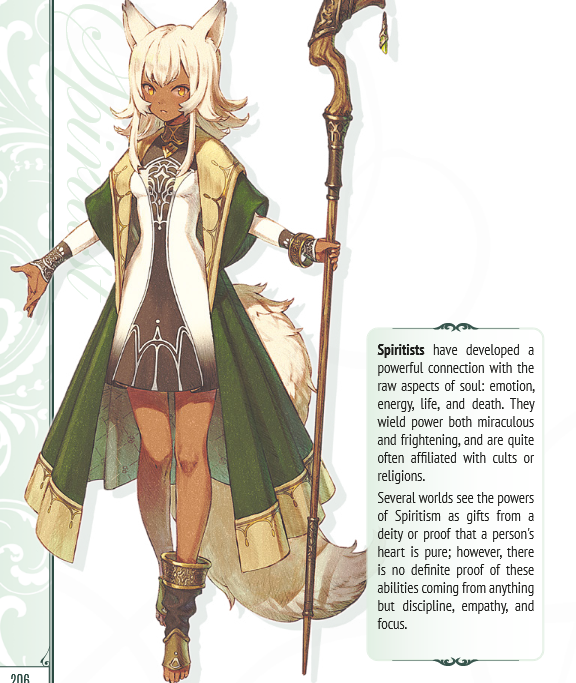 Spiritist
Spiritists have developed a
powerful connection with the
raw aspects of soul: emotion,
energy, life, and death. They
wield power both miraculous
and frightening, and are quite
often affiliated with cults or
religions.
Several worlds see the powers
of Spiritism as gifts from a
deity or proof that a person's
heart is pure; however, there
is no definite proof of these
abilities coming from anything
but discipline, empathy, and
focus.
206